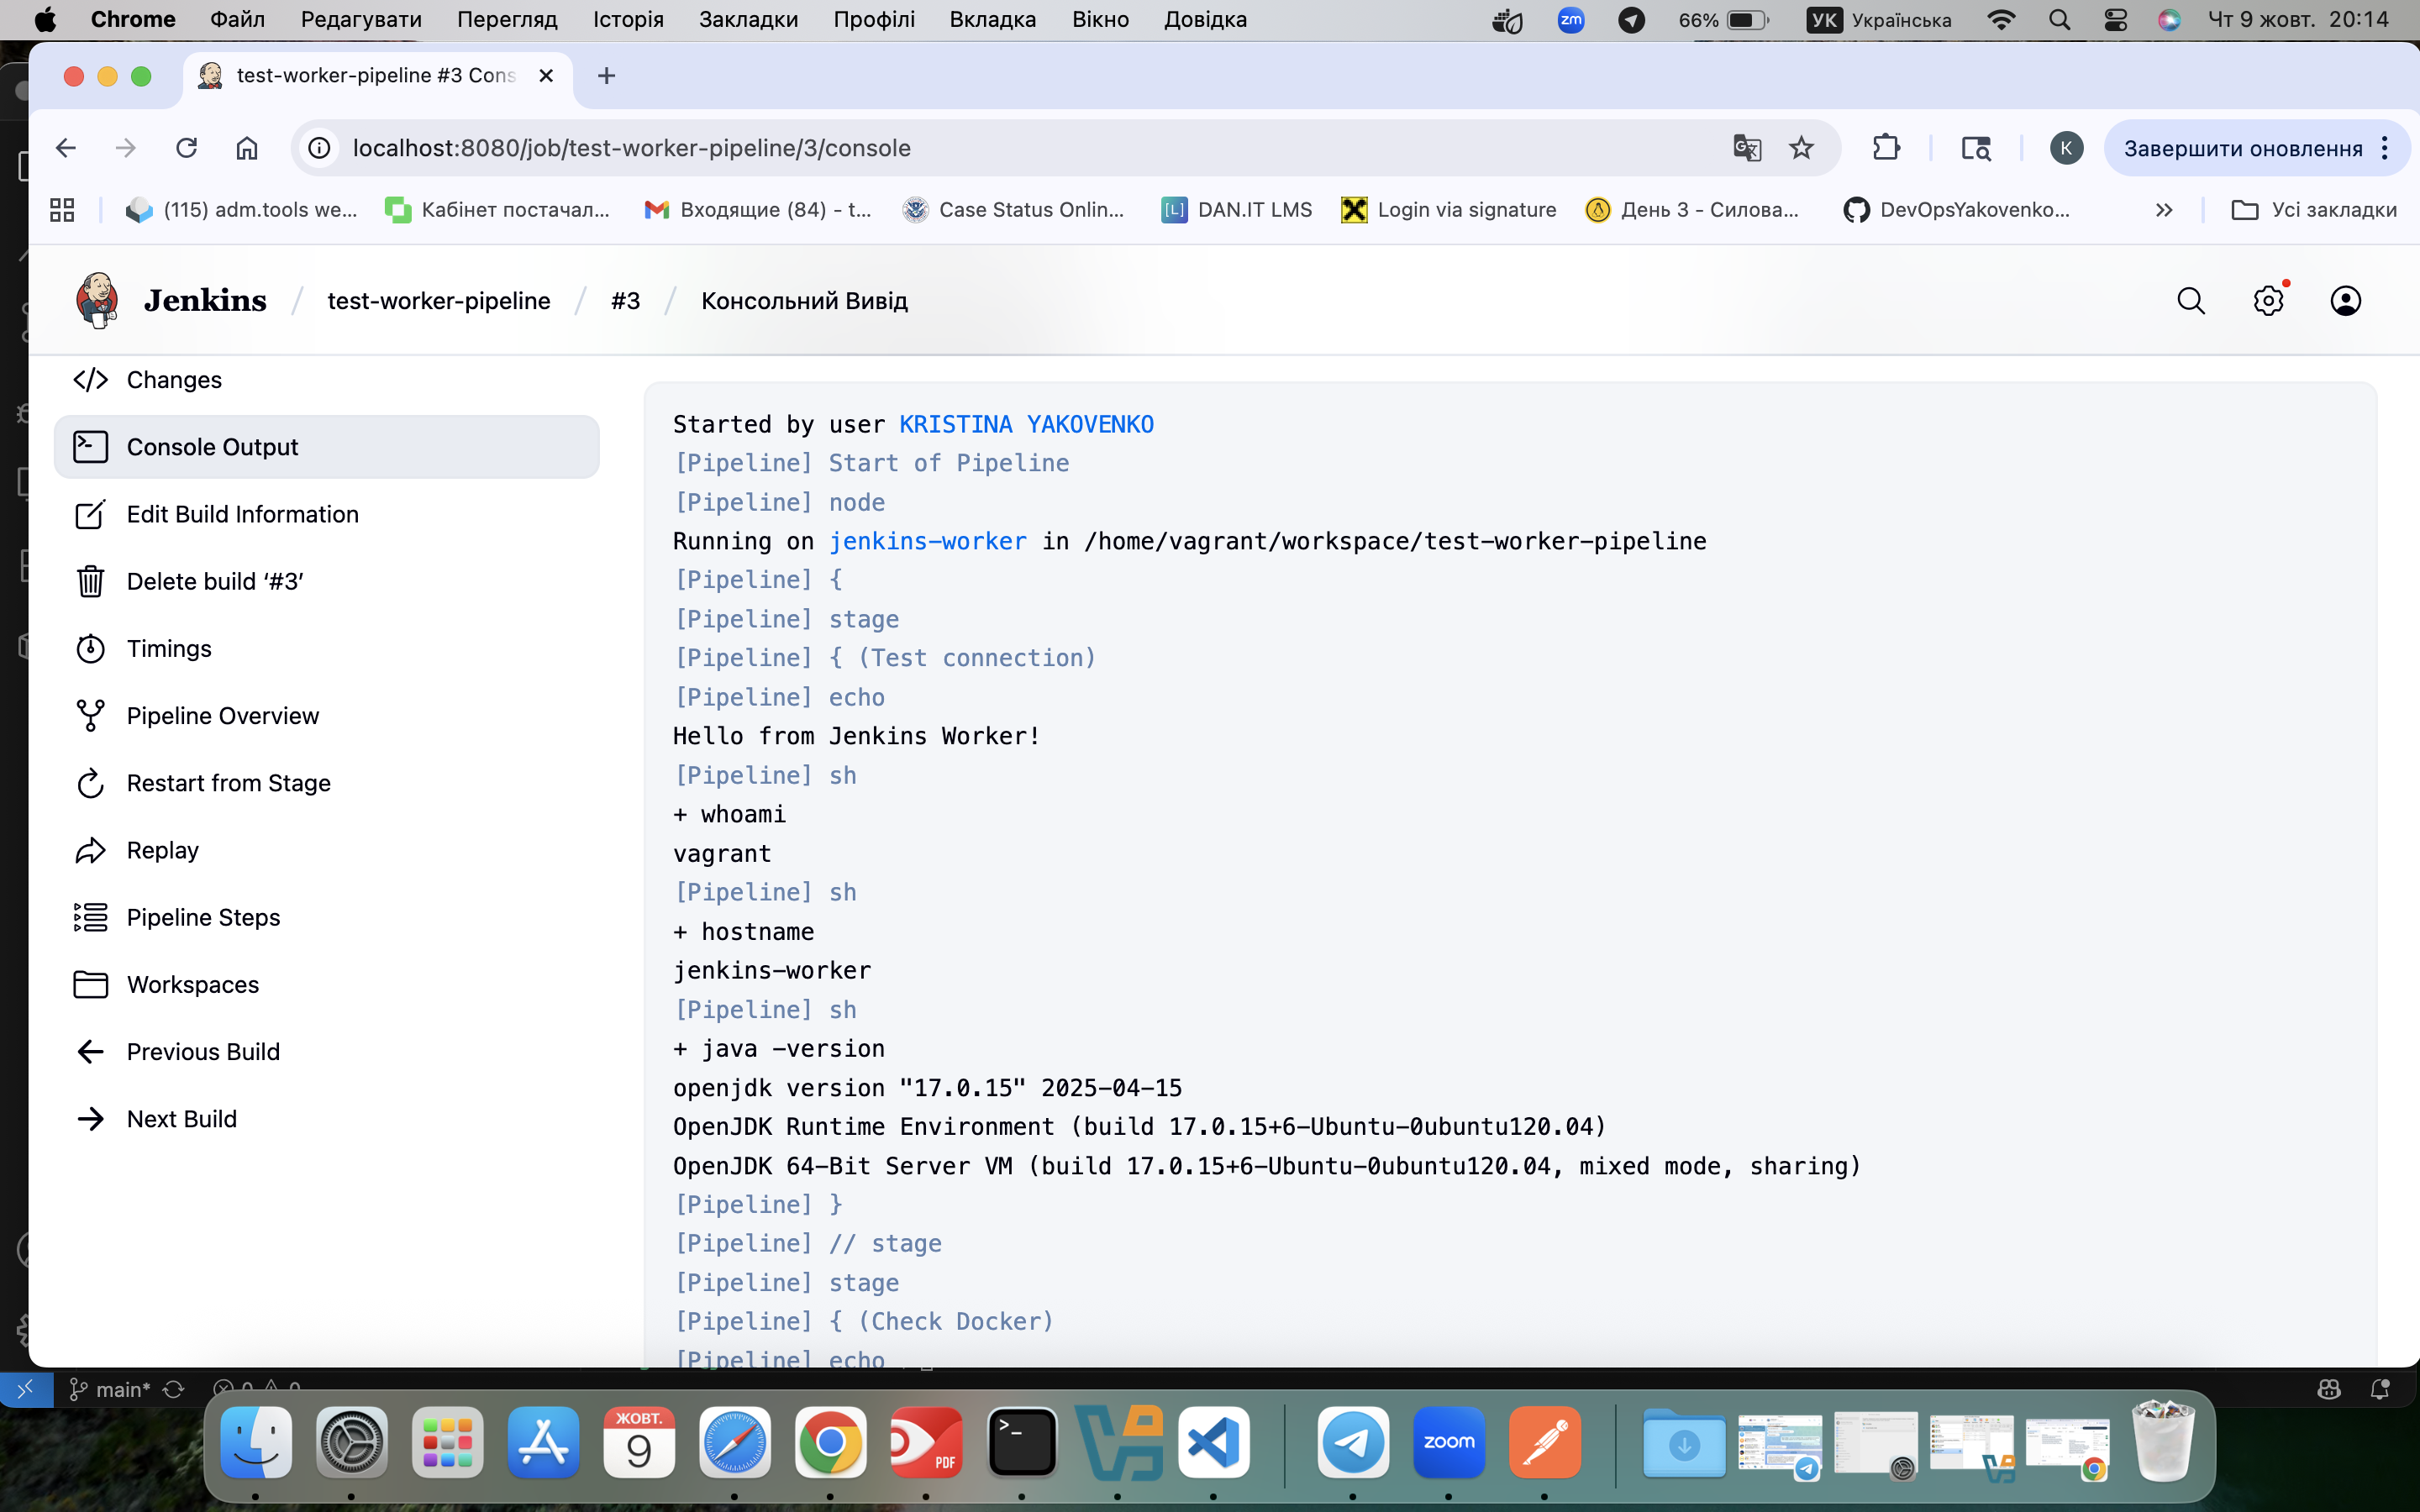 Chrome Файл Редагувати Перегляд Історія Закладки Профілі Вкладка Вікно Довідка zm 66% УК Українська Чт 9 жовт. 20:14
test-worker-pipeline #3 Cons
localhost:8080/job/test-worker-pipeline/3/console K Завершити оновлення
(115) adm.tools we... Кабінет постачал... Входящие (84) - t... Case Status Onlin... [L] DAN.IT LMS Login via signature День 3 - Силова... DevOpsYakovenko... Усі закладки
Jenkins / test-worker-pipeline / #3 / Консольний Вивід
Changes
Console Output
Edit Build Information
Delete build ‘#3’
Timings
Pipeline Overview
Restart from Stage
Replay
Pipeline Steps
Workspaces
Previous Build
Next Build
Started by user KRISTINA YAKOVENKO
[Pipeline] Start of Pipeline
[Pipeline] node
Running on jenkins-worker in /home/vagrant/workspace/test-worker-pipeline
[Pipeline] {
[Pipeline] stage
[Pipeline] { (Test connection)
[Pipeline] echo
Hello from Jenkins Worker!
[Pipeline] sh
+ whoami
vagrant
[Pipeline] sh
+ hostname
jenkins-worker
[Pipeline] sh
+ java -version
openjdk version "17.0.15" 2025-04-15
OpenJDK Runtime Environment (build 17.0.15+6-Ubuntu-0ubuntu120.04)
OpenJDK 64-Bit Server VM (build 17.0.15+6-Ubuntu-0ubuntu120.04, mixed mode, sharing)
[Pipeline] }
[Pipeline] // stage
[Pipeline] stage
[Pipeline] { (Check Docker)
[Pipeline] echo
main* 0 0
ЖОВТ.
9
PDF
zoom